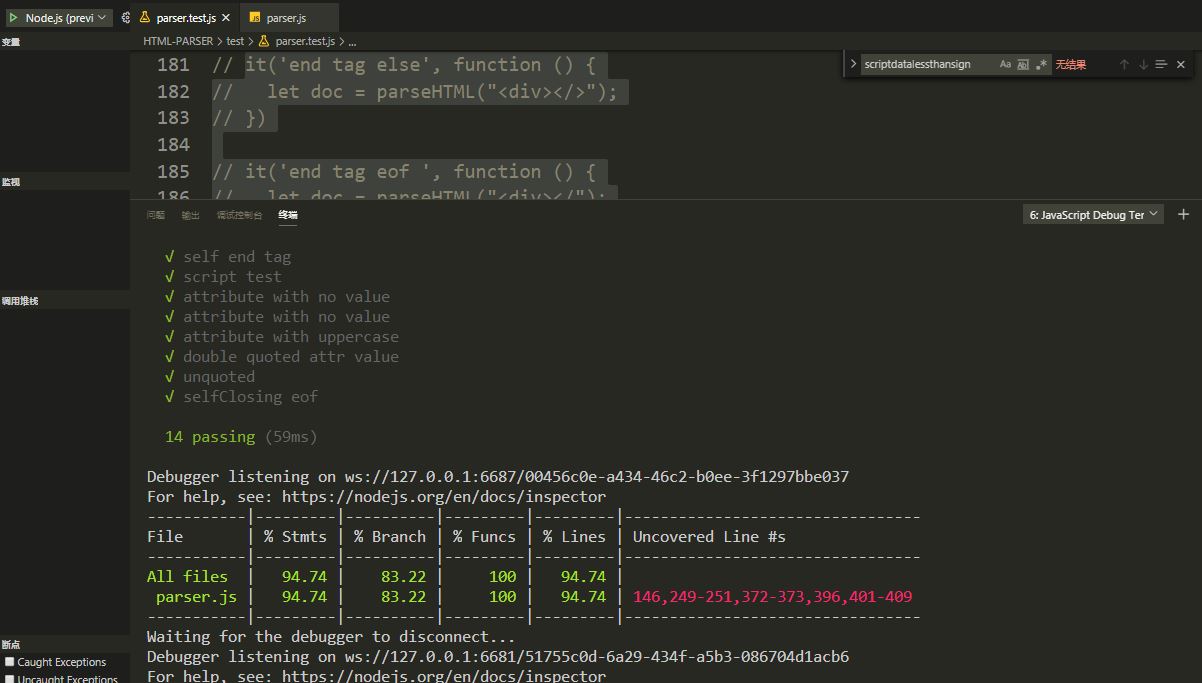 Node.js (previ
parser.test.js
JS parser.js
变量
HTML-PARSER > test > parser.test.js > ...
181 // it('end tag else', function () {
scriptdatalessthansign Aa Abl .* 无结果
182 //   let doc = parseHTML("<div></>");
183 // })
184
监视
185 // it('end tag eof ', function () {
186 //   let doc = parseHTML("<div></");
问题 输出 调试控制台 终端
6: JavaScript Debug Ter
√ self end tag
√ script test
√ attribute with no value
调用堆栈
√ attribute with no value
√ attribute with uppercase
√ double quoted attr value
√ unquoted
√ selfClosing eof
14 passing (59ms)
Debugger listening on ws://127.0.0.1:6687/00456c0e-a434-46c2-b0ee-3f1297bbe037
For help, see: https://nodejs.org/en/docs/inspector
-----------|---------|----------|---------|---------|---------------------------------
File       | % Stmts | % Branch | % Funcs | % Lines | Uncovered Line #s
-----------|---------|----------|---------|---------|---------------------------------
All files  |   94.74 |    83.22 |     100 |   94.74 |
 parser.js |   94.74 |    83.22 |     100 |   94.74 | 146,249-251,372-373,396,401-409
-----------|---------|----------|---------|---------|---------------------------------
Waiting for the debugger to disconnect...
断点
Debugger listening on ws://127.0.0.1:6681/51755c0d-6a29-434f-a5b3-086704d1acb6
Caught Exceptions
For help, see: https://nodejs.org/en/docs/inspector
Uncaught Exceptions